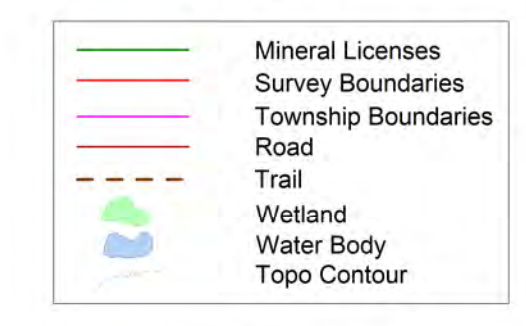 Mineral Licenses
Survey Boundaries
Township Boundaries
Road
Trail
Wetland
Water Body
Topo Contour